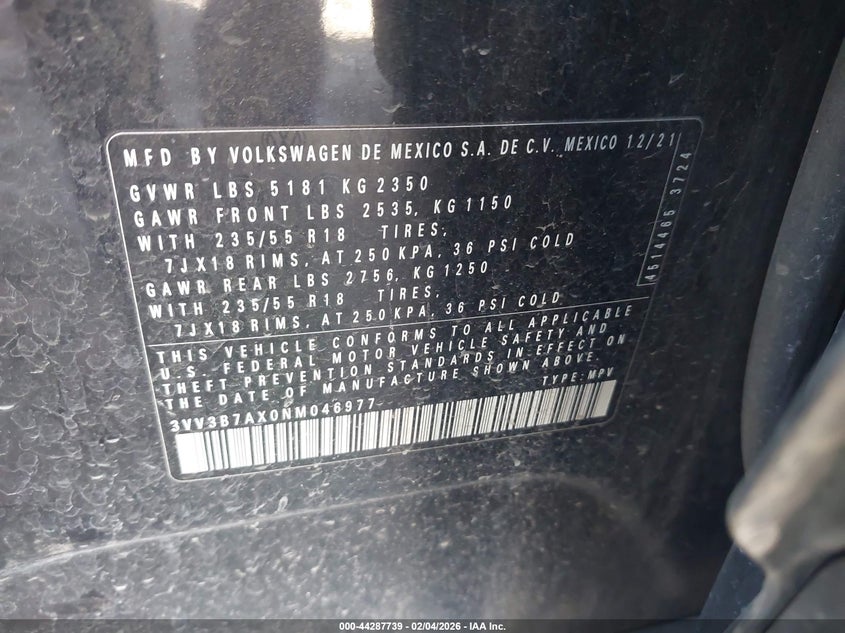 MFD BY VOLKSWAGEN DE MEXICO S.A. DE C.V. MEXICO 12/21
GVWR LBS 5181 KG 2350
GAWR FRONT LBS 2535, KG 1150
WITH 235/55 R18 TIRES,
7JX18 RIMS, AT 250 KPA, 36 PSI COLD
GAWR REAR LBS 2756, KG 1250
WITH 235/55 R18 TIRES,
7JX18 RIMS, AT 250 KPA, 36 PSI COLD
THIS VEHICLE CONFORMS TO ALL APPLICABLE
U.S. FEDERAL MOTOR VEHICLE SAFETY AND
THEFT PREVENTION STANDARDS IN EFFECT ON
THE DATE OF MANUFACTURE SHOWN ABOVE.
TYPE: MPV
3VV3B7AX0NM046977
4514465 3724
000-44287739 - 02/04/2026 - IAA Inc.